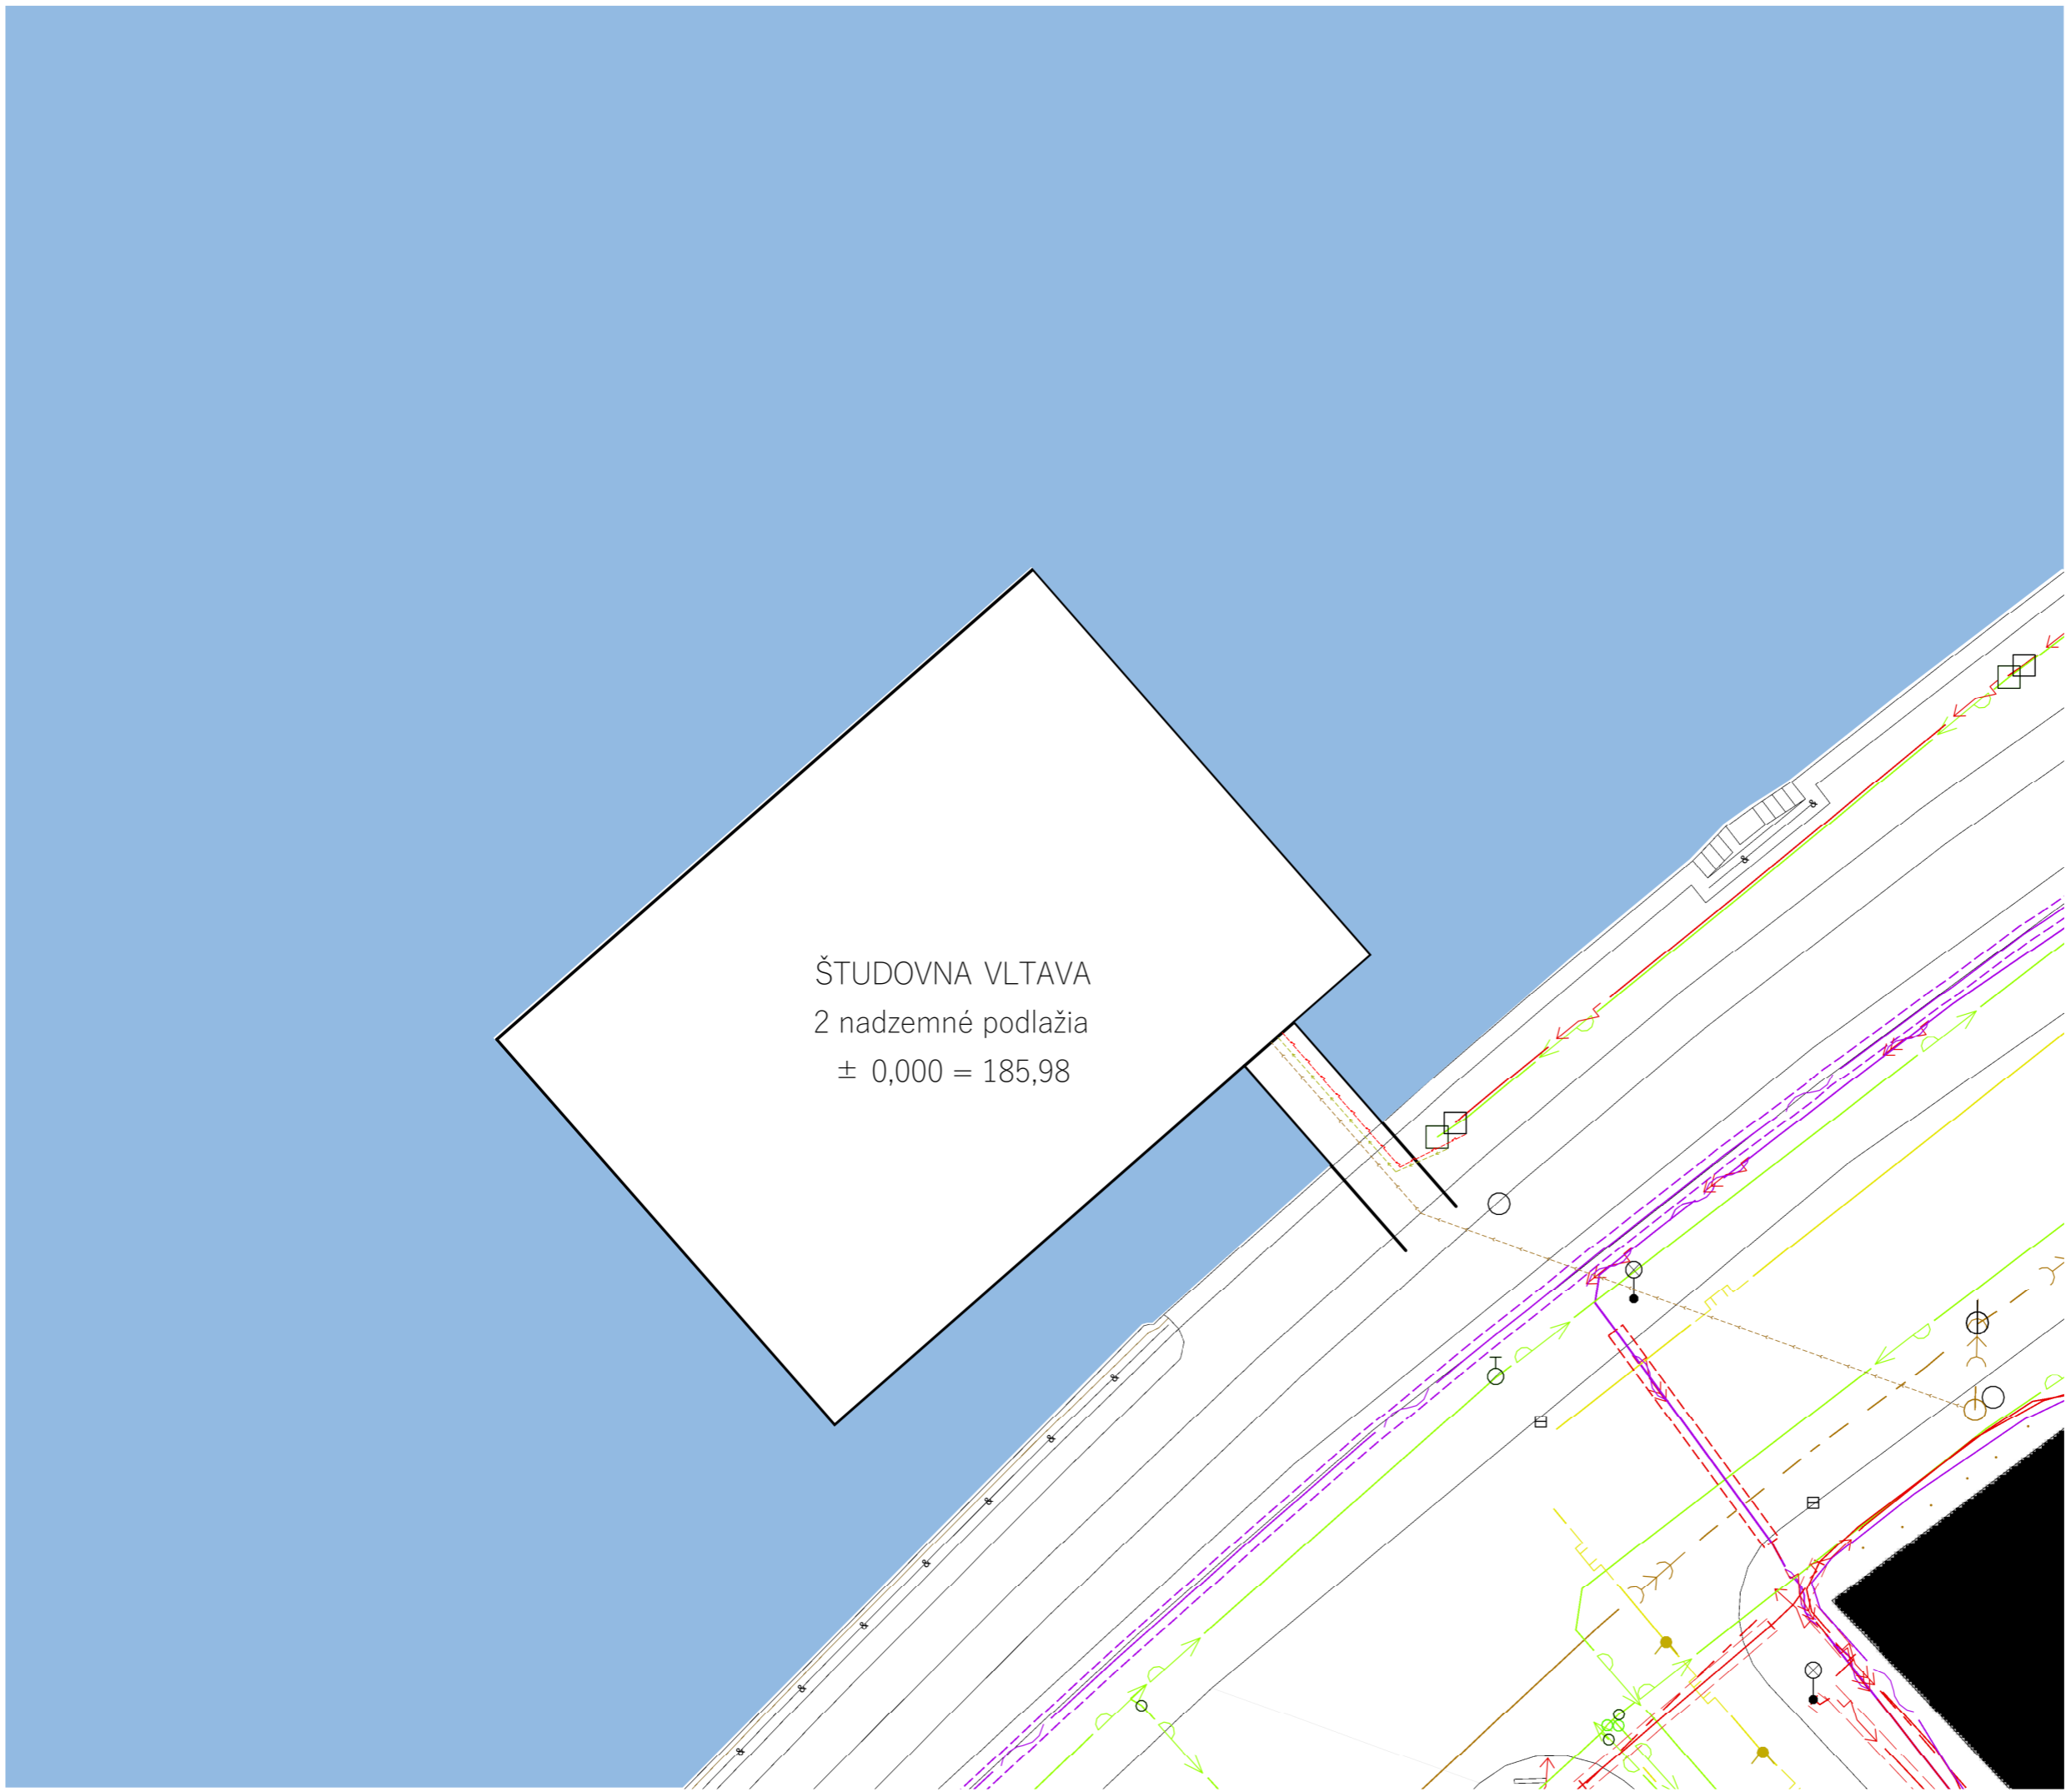 ŠTUDOVNA VLTAVA
2 nadzemné podlažia
± 0,000 = 185,98